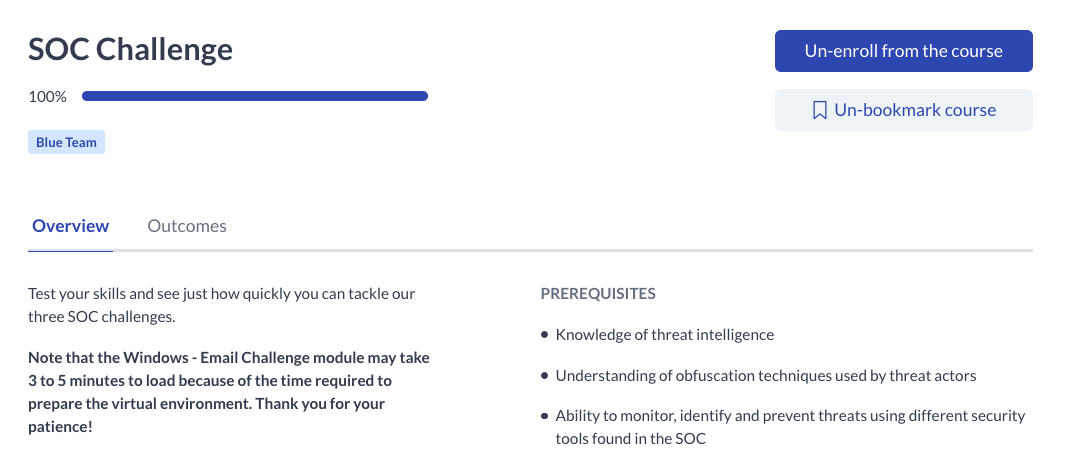 SOC Challenge
Un-enroll from the course
100%
Un-bookmark course
Blue Team
Overview
Outcomes
Test your skills and see just how quickly you can tackle our
three SOC challenges.
Note that the Windows - Email Challenge module may take
3 to 5 minutes to load because of the time required to
prepare the virtual environment. Thank you for your
patience!
PREREQUISITES
Knowledge of threat intelligence
Understanding of obfuscation techniques used by threat actors
Ability to monitor, identify and prevent threats using different security
tools found in the SOC